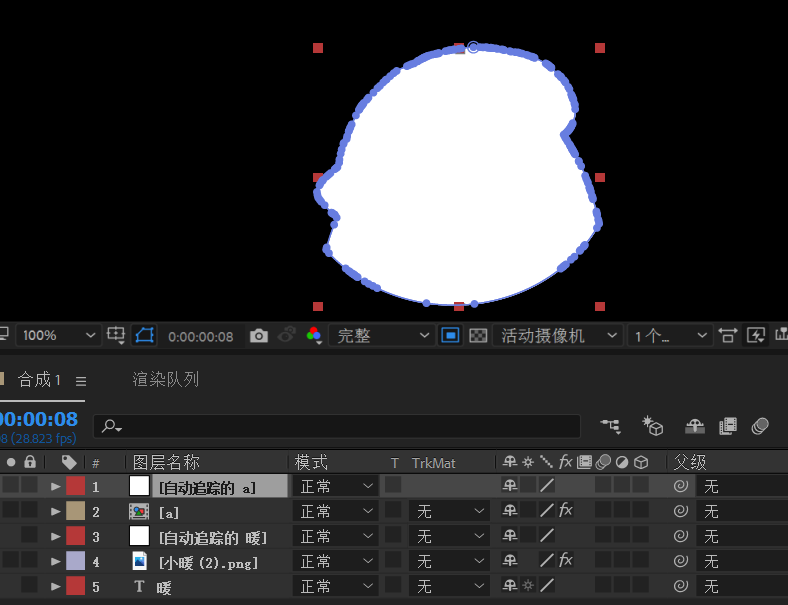 100% 0:00:00:08 完整 活动摄像机 1个...
合成 1 渲染队列
00:00:08
08 (28.823 fps)
# 图层名称 模式 T TrkMat fx 父级
1 [自动追踪的 a] 正常 无
2 [a] 正常 无 fx 无
3 [自动追踪的 暖] 正常 无 无
4 [小暖 (2).png] 正常 无 fx 无
5 T 暖 正常 无 无